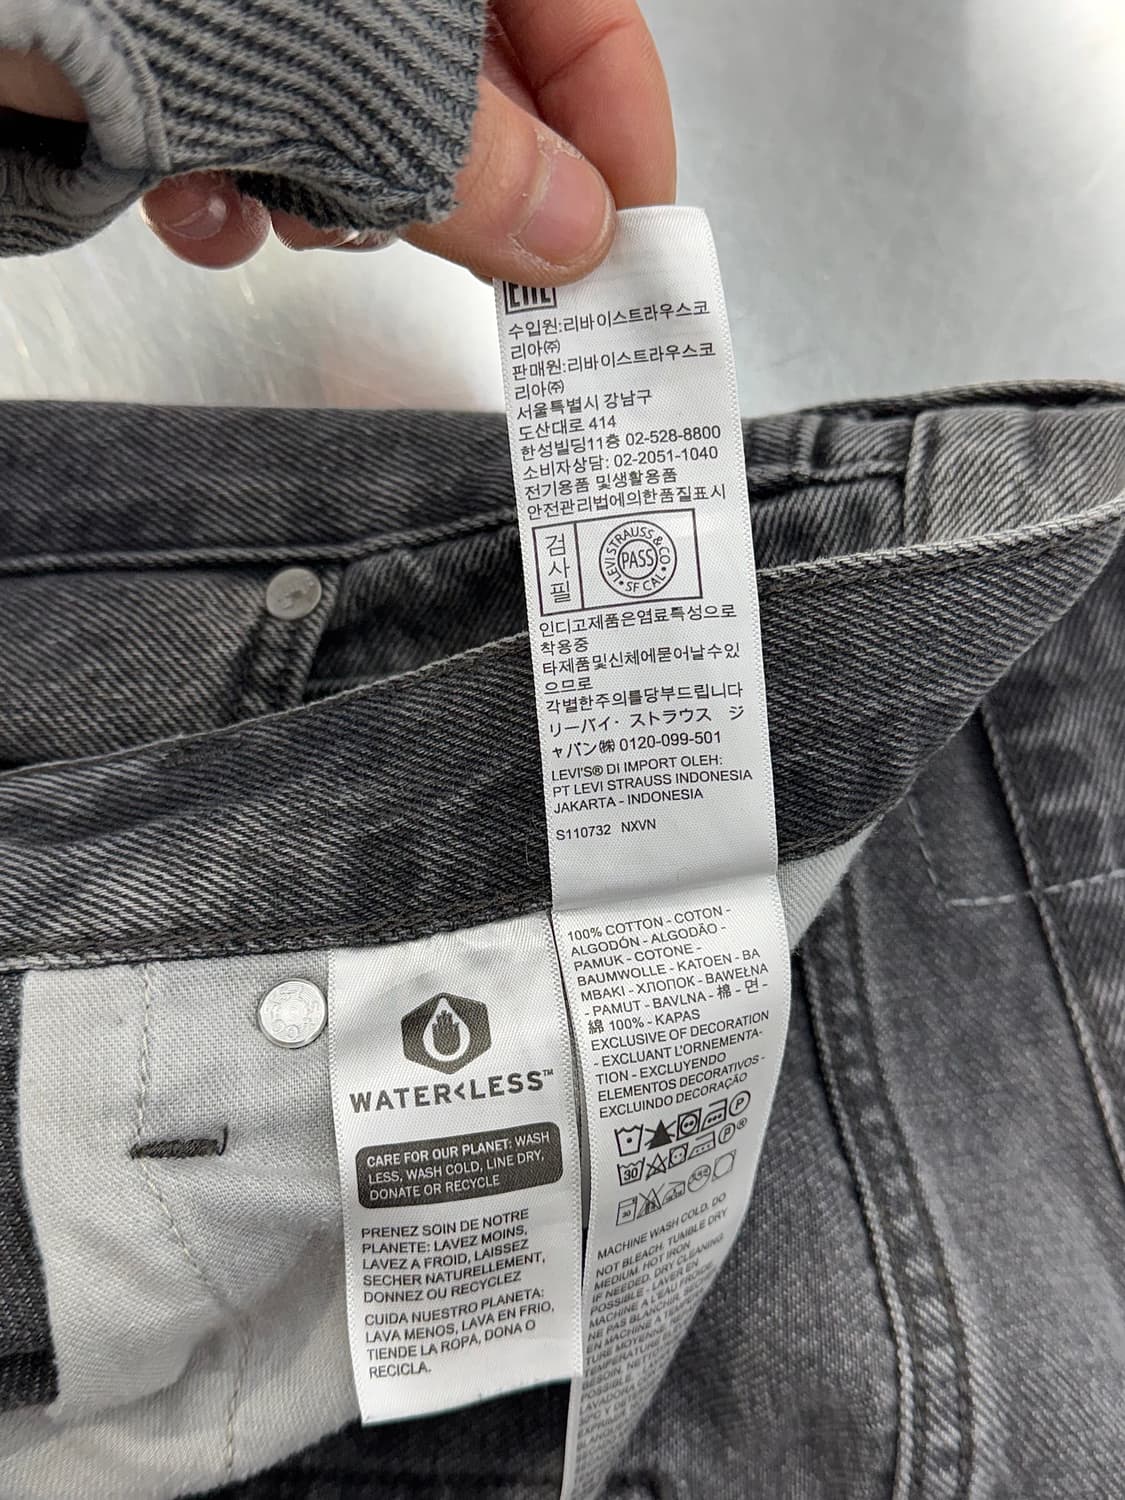 EAC
수입원:리바이스트라우스코
리아㈜
판매원:리바이스트라우스코
리아㈜
서울특별시 강남구
도산대로 414
한성빌딩11층 02-528-8800
소비자상담: 02-2051-1040
전기용품 및생활용품
안전관리법에의한품질표시
검
사
필
LEVI STRAUSS & CO
PASS
SF CAL
인디고제품은염료특성으로
착용중
타제품및신체에묻어날수있
으므로
각별한주의를당부드립니다
リーバイ・ストラウス ジ
ャパン㈱ 0120-099-501
LEVI'S® DI IMPORT OLEH:
PT LEVI STRAUSS INDONESIA
JAKARTA - INDONESIA
S110732 NXVN
100% COTTON - COTON -
ALGODÓN - ALGODÃO -
PAMUK - COTONE -
BAUMWOLLE - KATOEN - BA
MBAKI - ХЛОПОК - BAWEŁNA
- PAMUT - BAVLNA - 棉 - 면 -
綿 100% - KAPAS
EXCLUSIVE OF DECORATION
- EXCLUANT L'ORNEMENTA-
TION - EXCLUYENDO
ELEMENTOS DECORATIVOS -
EXCLUINDO DECORAÇÃO
P
P®
30
30
MACHINE WASH COLD. DO
NOT BLEACH. TUMBLE DRY
MEDIUM. HOT IRON
IF NEEDED. DRY CLEANING
POSSIBLE - LAVER EN
MACHINE A L'EAU FROIDE.
WATER<LESS™
CARE FOR OUR PLANET: WASH
LESS, WASH COLD, LINE DRY,
DONATE OR RECYCLE
PRENEZ SOIN DE NOTRE
PLANETE: LAVEZ MOINS,
LAVEZ A FROID, LAISSEZ
SECHER NATURELLEMENT,
DONNEZ OU RECYCLEZ
CUIDA NUESTRO PLANETA:
LAVA MENOS, LAVA EN FRIO,
TIENDE LA ROPA, DONA O
RECICLA.